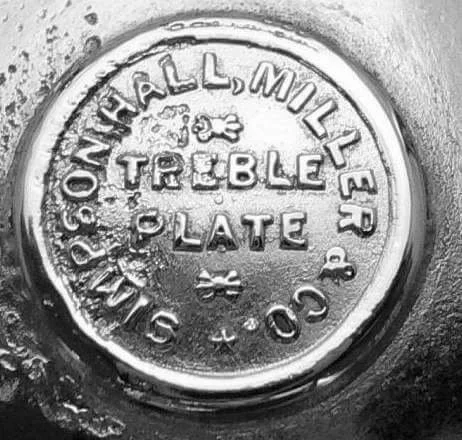 SIMPSON, HALL, MILLER & CO.
TREBLE
PLATE